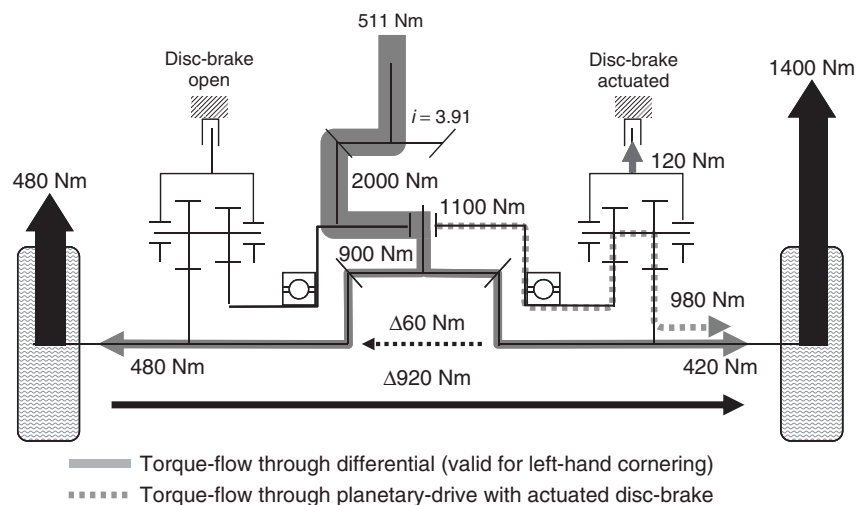 511 Nm
Disc-brake
open
Disc-brake
actuated
1400 Nm
i = 3.91
120 Nm
480 Nm
2000 Nm
1100 Nm
900 Nm
980 Nm
Δ60 Nm
480 Nm
420 Nm
Δ920 Nm
Torque-flow through differential (valid for left-hand cornering)
Torque-flow through planetary-drive with actuated disc-brake